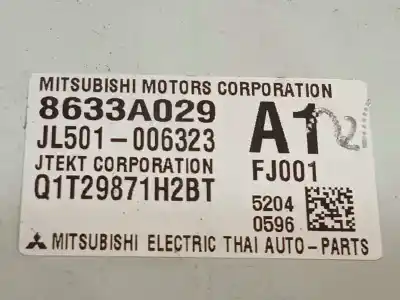 MITSUBISHI MOTORS CORPORATION
8633A029 A1
JL501-006323
JTEKT CORPORATION FJ001
Q1T29871H2BT 5204
0596
MITSUBISHI ELECTRIC THAI AUTO-PARTS